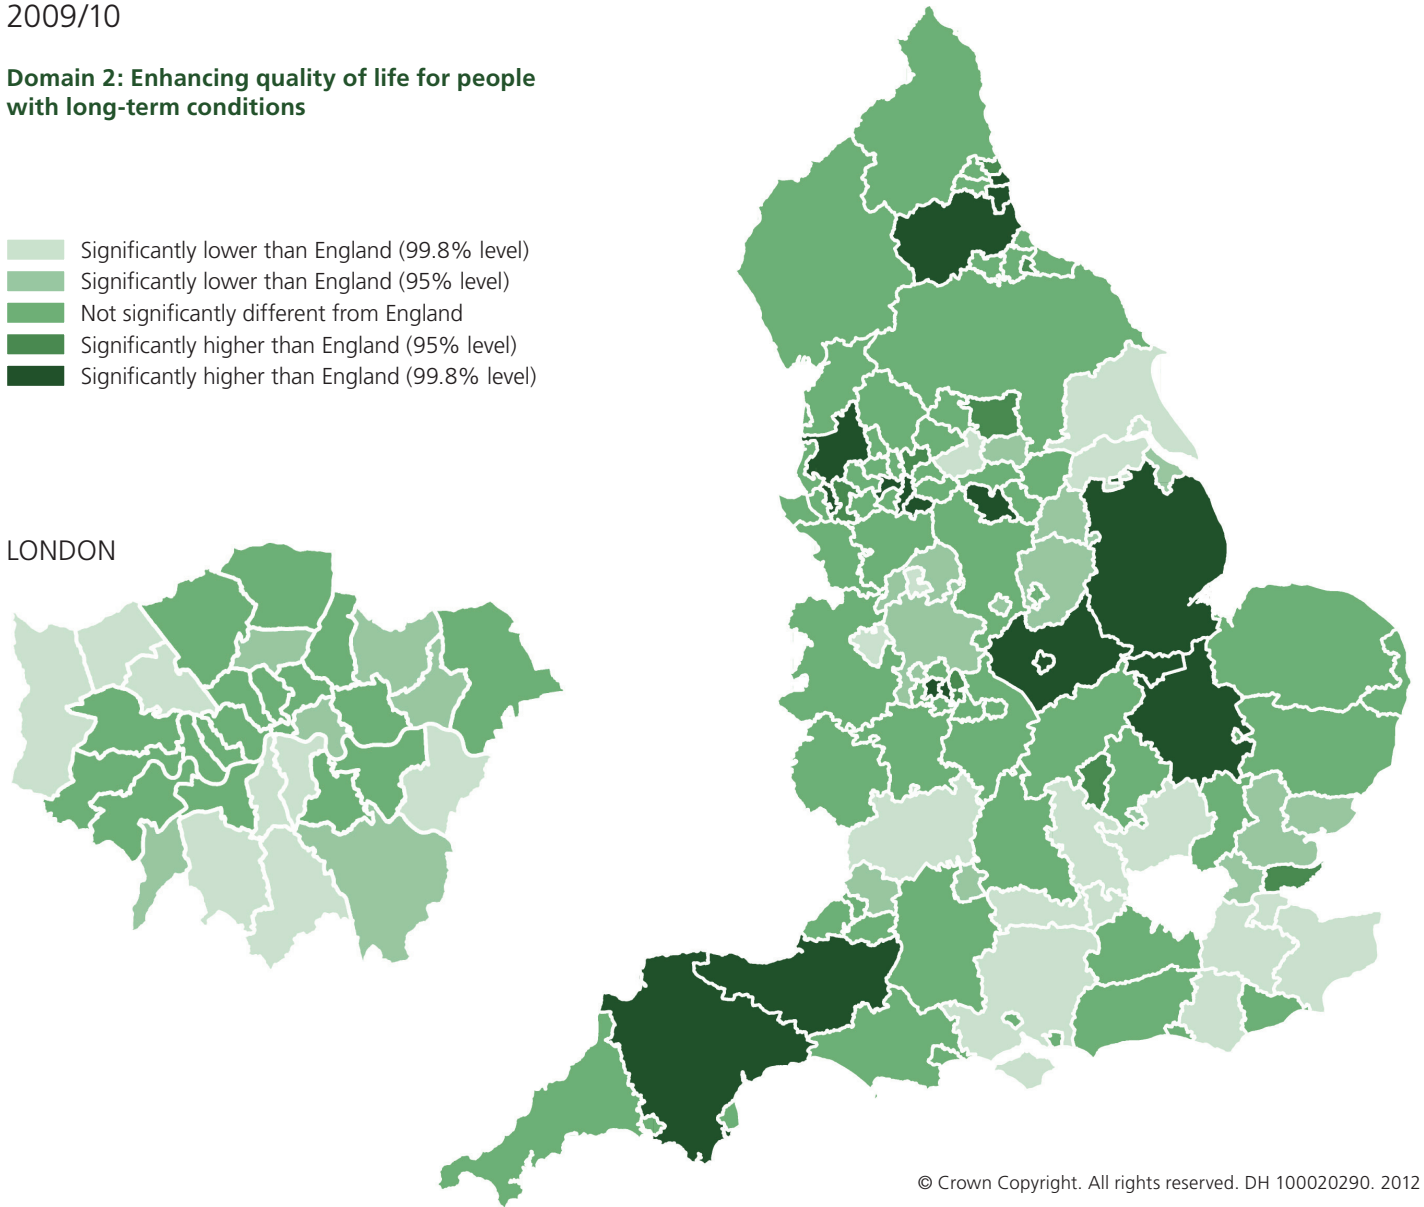 2009/10
Domain 2: Enhancing quality of life for people
with long-term conditions
Significantly lower than England (99.8% level)
Significantly lower than England (95% level)
Not significantly different from England
Significantly higher than England (95% level)
Significantly higher than England (99.8% level)
LONDON
© Crown Copyright. All rights reserved. DH 100020290. 2012